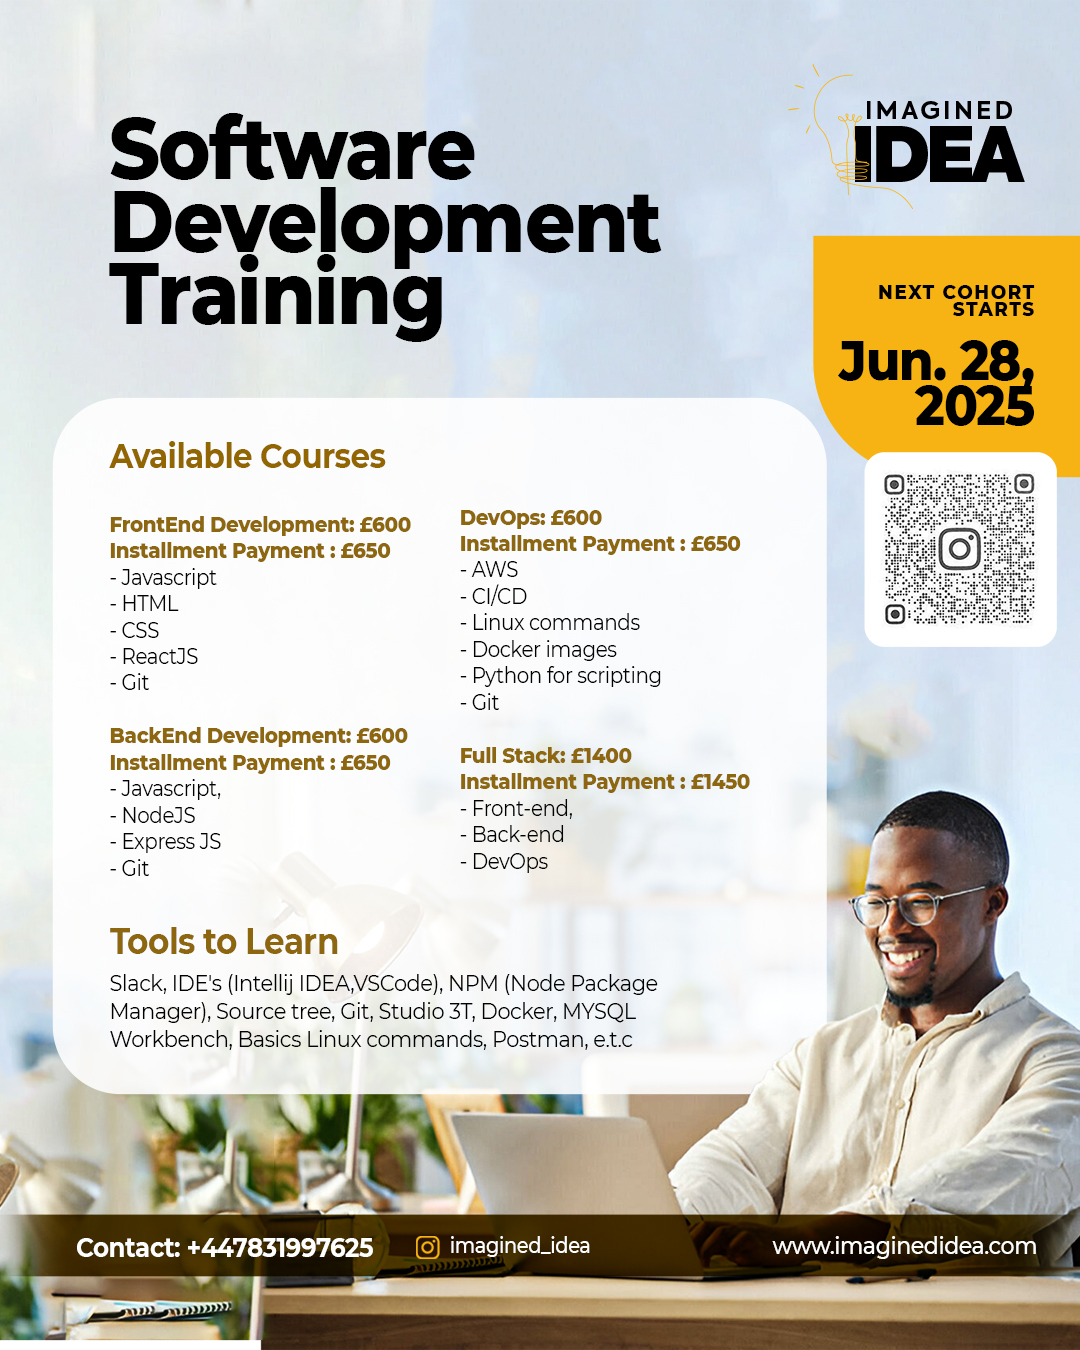 IMAGINED
IDEA
Software
Development
Training
NEXT COHORT
STARTS
Jun. 28,
2025
Available Courses
FrontEnd Development: £600
Installment Payment : £650
- Javascript
- HTML
- CSS
- ReactJS
- Git
BackEnd Development: £600
Installment Payment : £650
- Javascript,
- NodeJS
- Express JS
- Git
DevOps: £600
Installment Payment : £650
- AWS
- CI/CD
- Linux commands
- Docker images
- Python for scripting
- Git
Full Stack: £1400
Installment Payment : £1450
- Front-end,
- Back-end
- DevOps
Tools to Learn
Slack, IDE's (Intellij IDEA,VSCode), NPM (Node Package
Manager), Source tree, Git, Studio 3T, Docker, MYSQL
Workbench, Basics Linux commands, Postman, e.t.c
Contact: +447831997625
imagined_idea
www.imaginedidea.com